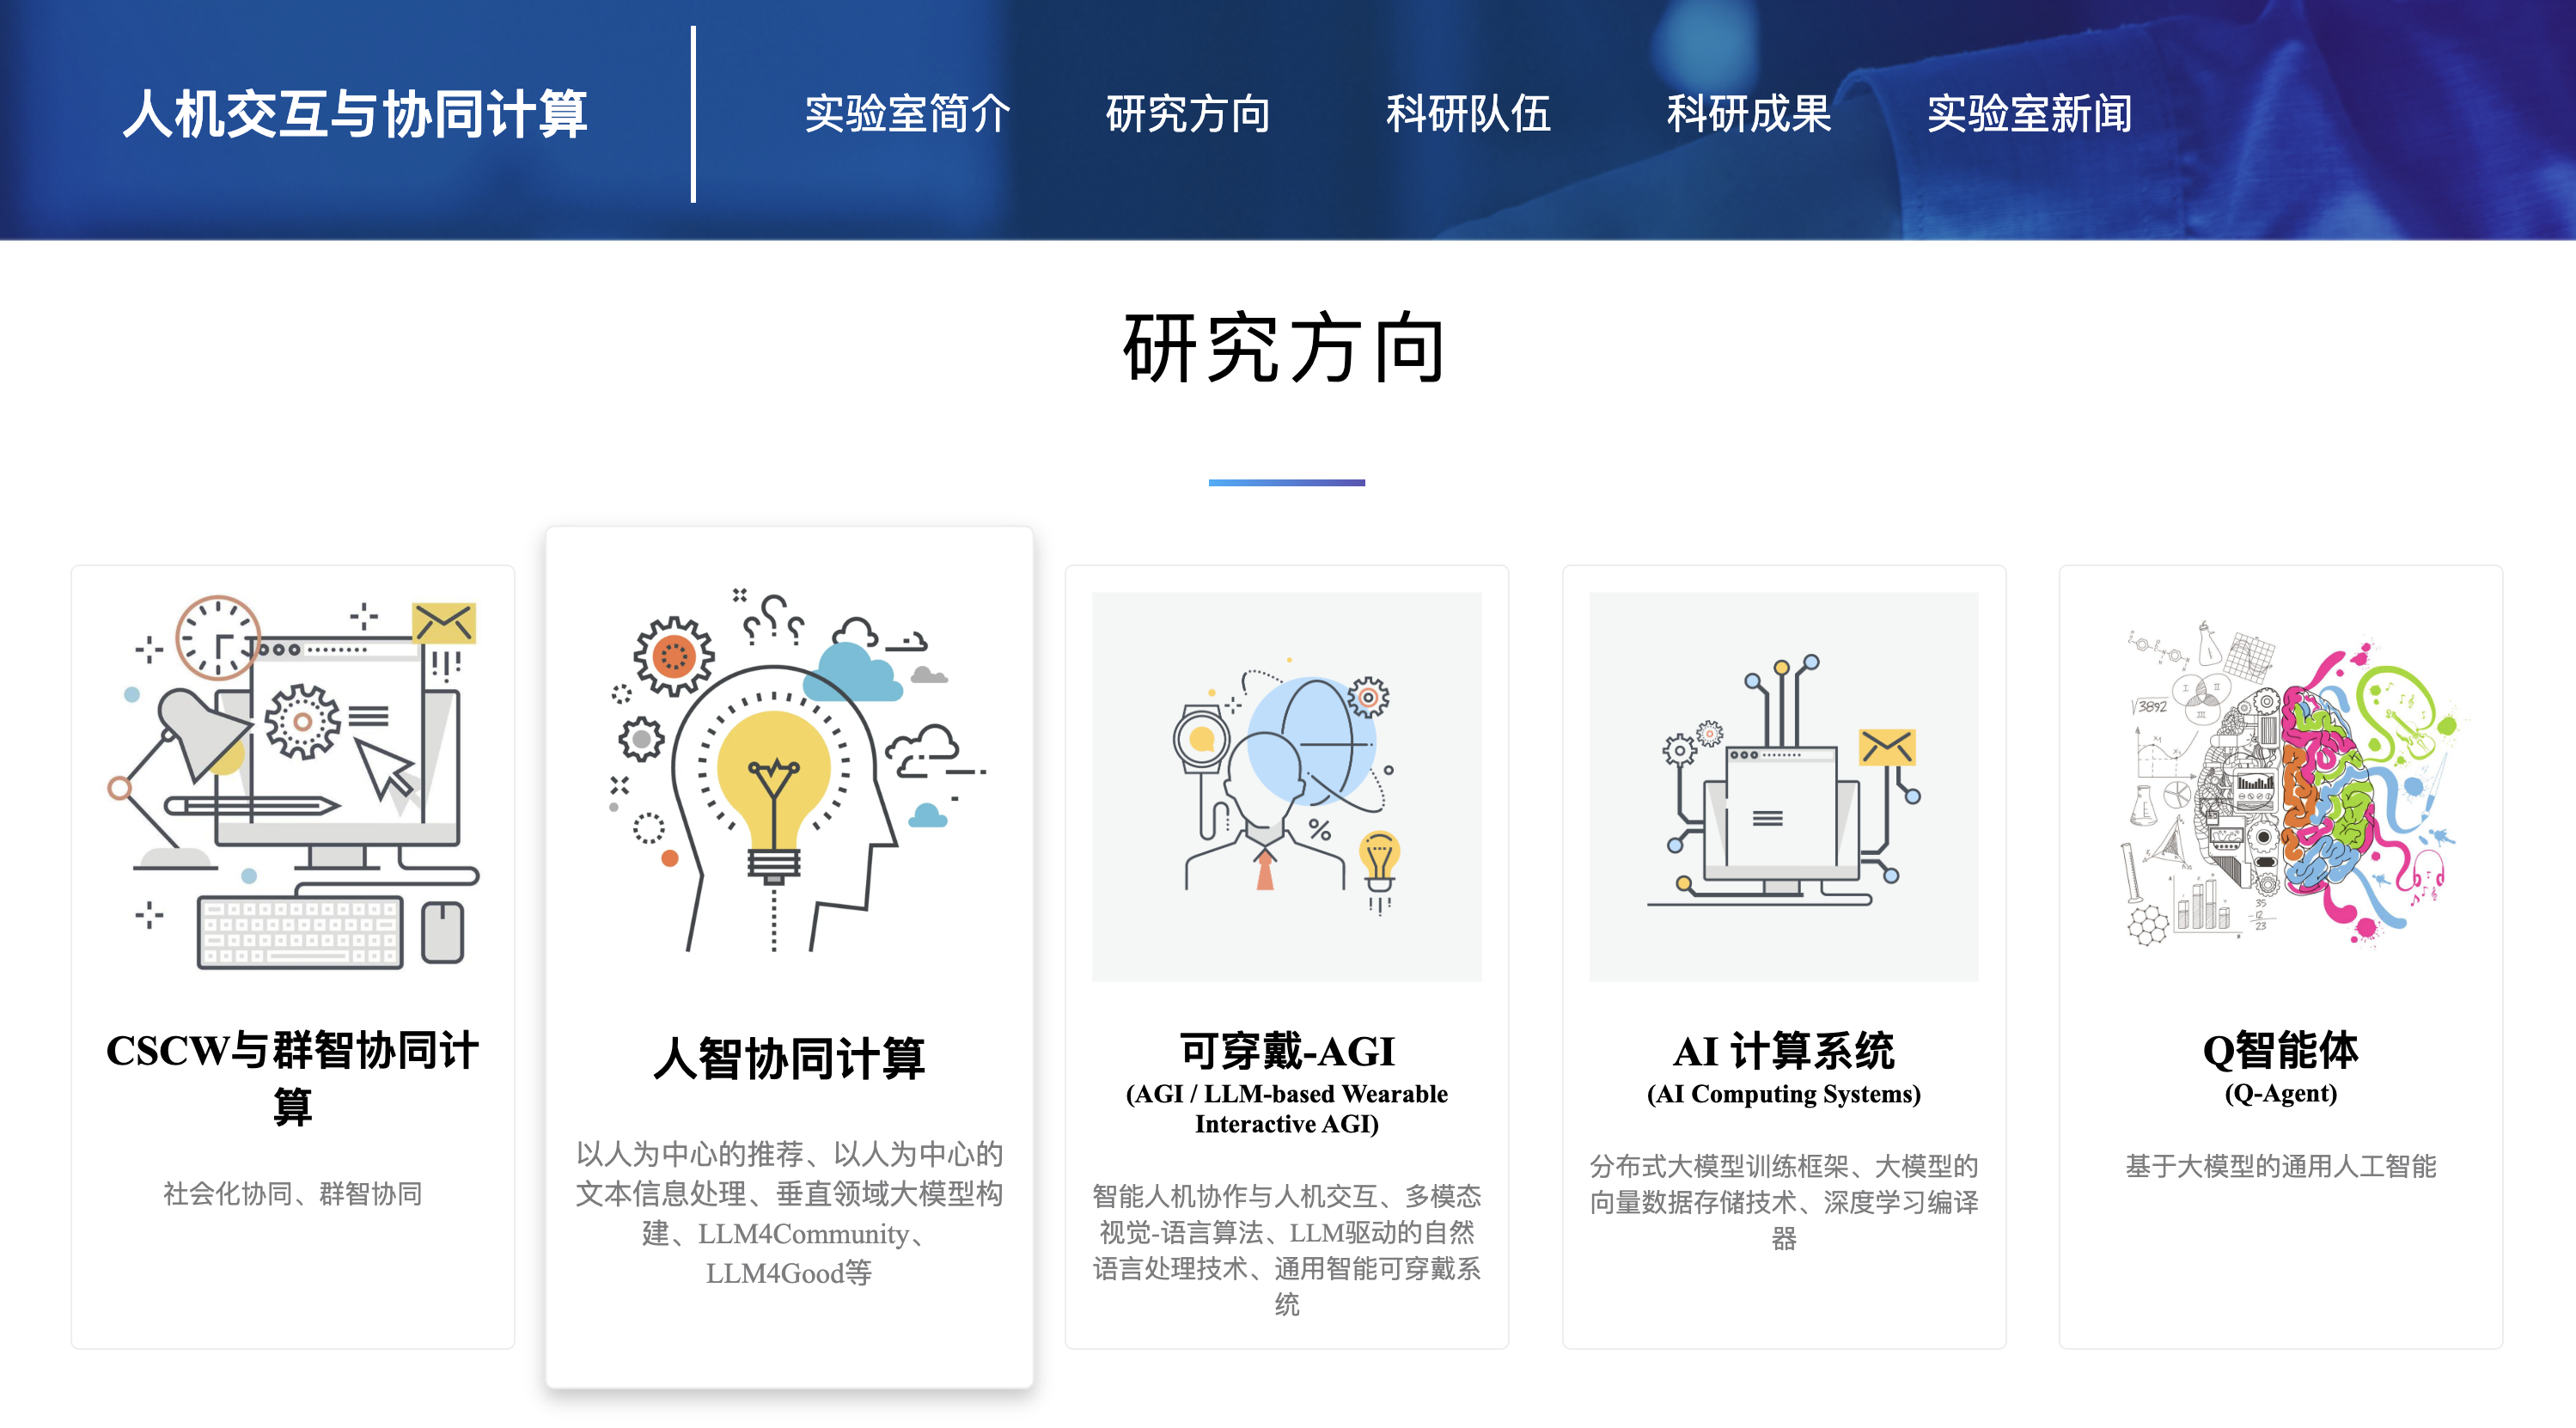 人机交互与协同计算
实验室简介
研究方向
科研队伍
科研成果
实验室新闻
研究方向
CSCW与群智协同计
算
社会化协同、群智协同
人智协同计算
以人为中心的推荐、以人为中心的
文本信息处理、垂直领域大模型构
建、LLM4Community、
LLM4Good等
%
可穿戴-AGI
(AGI / LLM-based Wearable
Interactive AGI)
智能人机协作与人机交互、多模态
视觉-语言算法、LLM驱动的自然
语言处理技术、通用智能可穿戴系
统
AI 计算系统
(AI Computing Systems)
分布式大模型训练框架、大模型的
向量数据存储技术、深度学习编译
器
√3892
I
II
III
35
-12
23
Q智能体
(Q-Agent)
基于大模型的通用人工智能